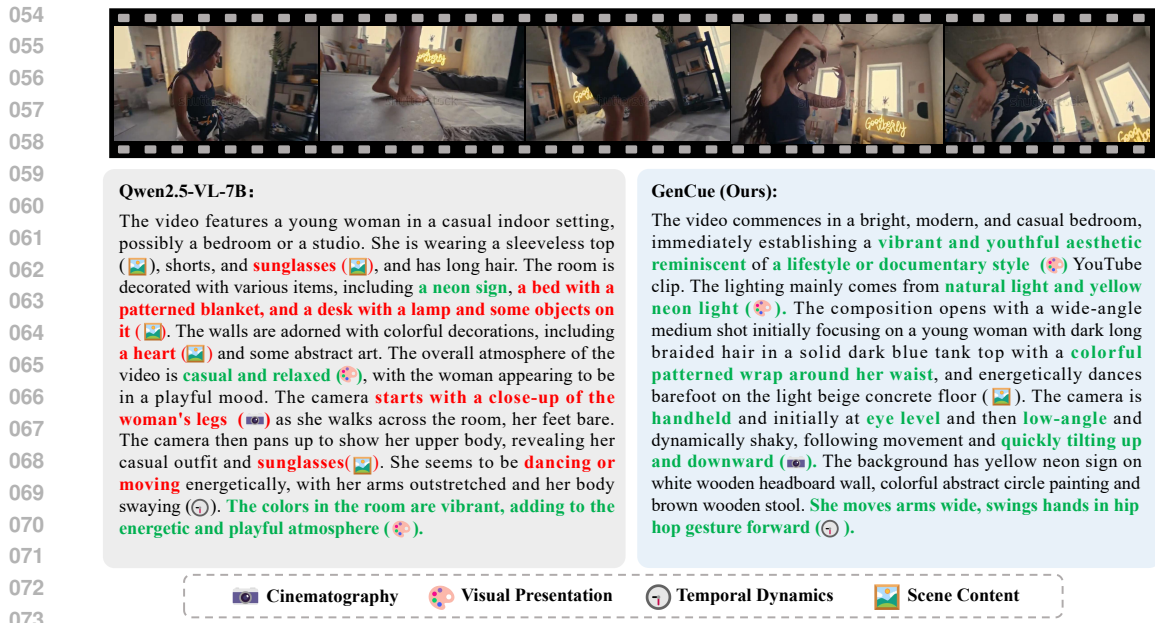 054
055
056
057
058
059
060
061
062
063
064
065
066
067
068
069
070
071
072
073
Good
Good
Good
Qwen2.5-VL-7B:
The video features a young woman in a casual indoor setting,
possibly a bedroom or a studio. She is wearing a sleeveless top
(), shorts, and sunglasses (), and has long hair. The room is
decorated with various items, including a neon sign, a bed with a
patterned blanket, and a desk with a lamp and some objects on
it (). The walls are adorned with colorful decorations, including
a heart () and some abstract art. The overall atmosphere of the
video is casual and relaxed (), with the woman appearing to be
in a playful mood. The camera starts with a close-up of the
woman's legs () as she walks across the room, her feet bare.
The camera then pans up to show her upper body, revealing her
casual outfit and sunglasses(). She seems to be dancing or
moving energetically, with her arms outstretched and her body
swaying (). The colors in the room are vibrant, adding to the
energetic and playful atmosphere ().
GenCue (Ours):
The video commences in a bright, modern, and casual bedroom,
immediately establishing a vibrant and youthful aesthetic
reminiscent of a lifestyle or documentary style () YouTube
clip. The lighting mainly comes from natural light and yellow
neon light (). The composition opens with a wide-angle
medium shot initially focusing on a young woman with dark long
braided hair in a solid dark blue tank top with a colorful
patterned wrap around her waist, and energetically dances
barefoot on the light beige concrete floor (). The camera is
handheld and initially at eye level and then low-angle and
dynamically shaky, following movement and quickly tilting up
and downward (). The background has yellow neon sign on
white wooden headboard wall, colorful abstract circle painting and
brown wooden stool. She moves arms wide, swings hands in hip
hop gesture forward ().
Cinematography
Visual Presentation
Temporal Dynamics
Scene Content